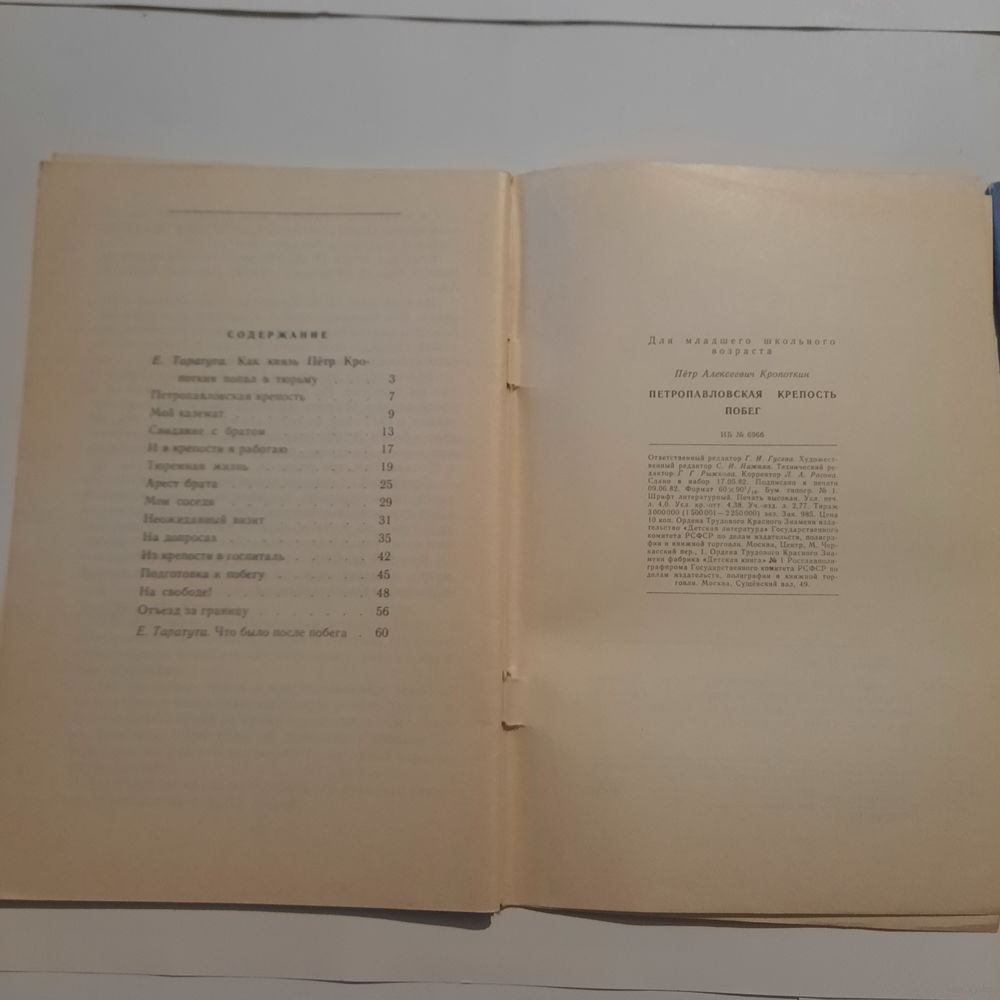 СОДЕРЖАНИЕ
Е. Таратута. Как князь Пётр Кро-
поткин попал в тюрьму . . . . 3
Петропавловская крепость . . . . 7
Мой каземат . . . . . . . . 9
Свидание с братом . . . . . . 13
И в крепости я работаю . . . . . 17
Тюремная жизнь . . . . . . . 19
Арест брата . . . . . . . . 25
Мои соседи . . . . . . . . 29
Неожиданный визит . . . . . . 31
На допросах . . . . . . . . 35
Из крепости в госпиталь . . . . . 42
Подготовка к побегу . . . . . . 45
На свободе! . . . . . . . . 48
Отъезд за границу . . . . . . 56
Е. Таратута. Что было после побега . 60
Для младшего школьного
возраста
Пётр Алексеевич Кропоткин
ПЕТРОПАВЛОВСКАЯ КРЕПОСТЬ
ПОБЕГ
ИБ № 6966
Ответственный редактор Г. И. Гусева. Художест-
венный редактор С. И. Нижняя. Технический ре-
дактор Г. Г. Рыжкова. Корректор Л. А. Рогова.
Сдано в набор 17.05.82. Подписано к печати
09.06.82. Формат 60×90¹/₁₆. Бум. типогр. № 1.
Шрифт литературный. Печать высокая. Усл. печ.
л. 4,0. Усл. кр.-отт. 4,38. Уч.-изд. л. 2,77. Тираж
3 000 000 (1 500 001—2 250 000) экз. Зак. 985. Цена
10 коп. Ордена Трудового Красного Знамени изда-
тельство «Детская литература» Государственного
комитета РСФСР по делам издательств, полигра-
фии и книжной торговли. Москва, Центр, М. Чер-
касский пер., 1. Ордена Трудового Красного Зна-
мени фабрика «Детская книга» № 1 Росглавполи-
графпрома Государственного комитета РСФСР по
делам издательств, полиграфии и книжной тор-
говли. Москва, Сущёвский вал, 49.